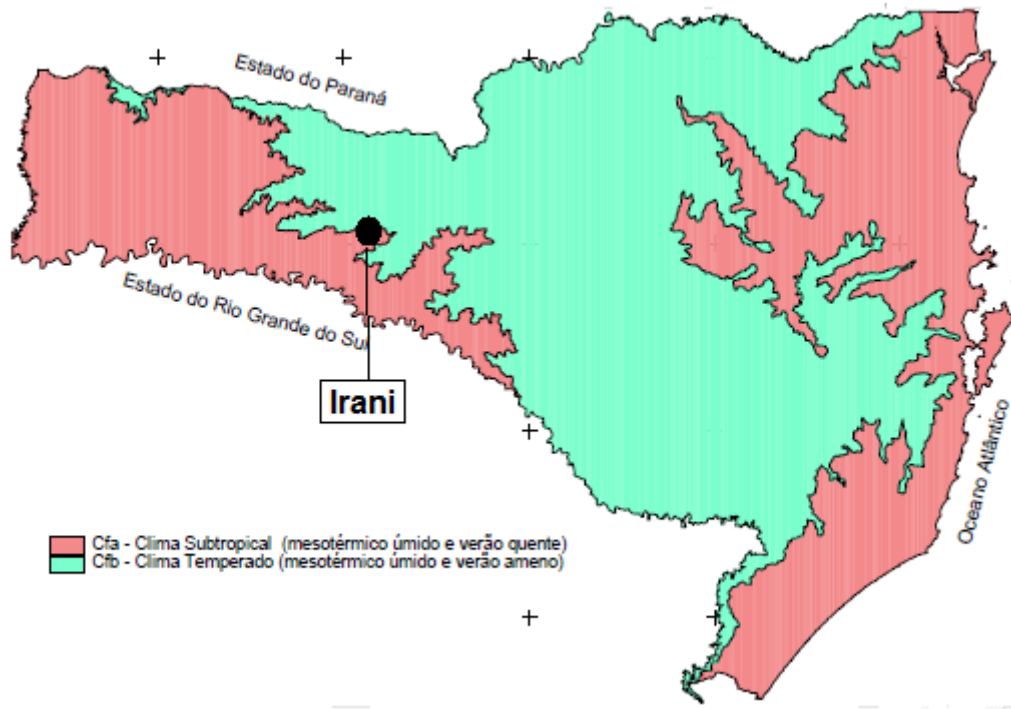 Estado do Paraná
Estado do Rio Grande do Sul
Irani
Oceano Atlântico
Cfa - Clima Subtropical (mesotérmico úmido e verão quente)
Cfb - Clima Temperado (mesotérmico úmido e verão ameno)